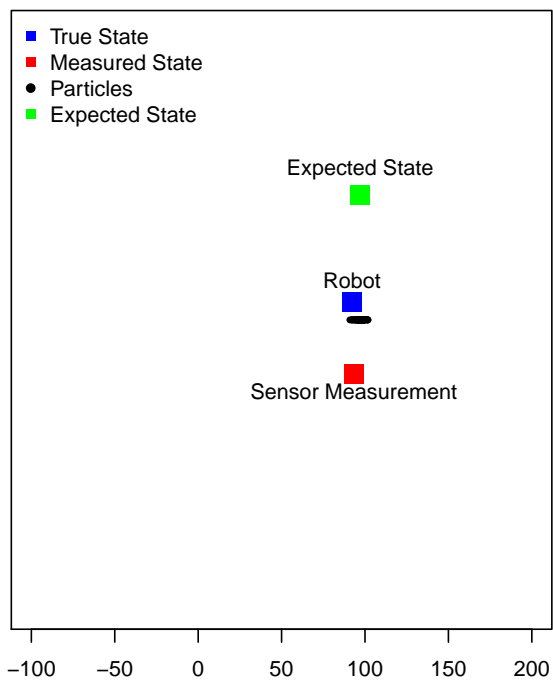 True State
Measured State
Particles
Expected State
Expected State
Robot
Sensor Measurement
−100 −50 0 50 100 150 200